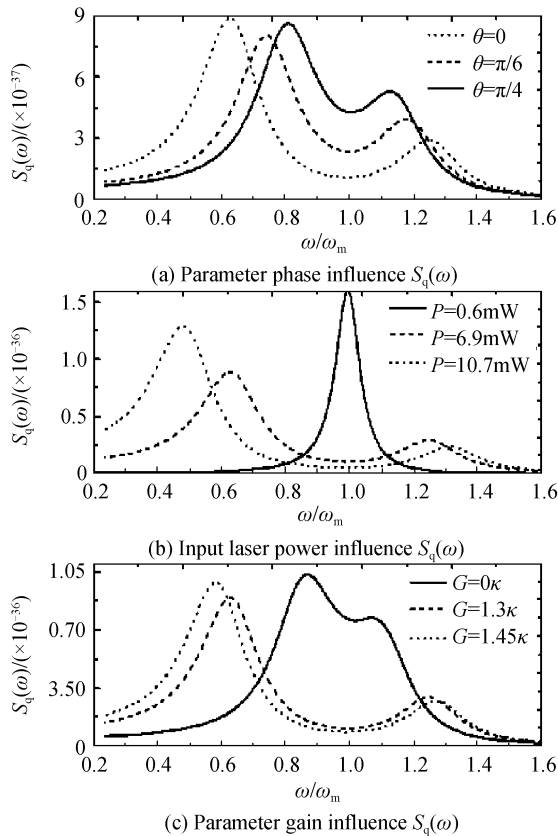 9
6
3
0
S_q(ω)/(×10⁻³⁷)
θ=0
θ=π/6
θ=π/4
0.2 0.4 0.6 0.8 1.0 1.2 1.4 1.6
ω/ω_m
(a) Parameter phase influence S_q(ω)
1.5
1.0
0.5
0
S_q(ω)/(×10⁻³⁶)
P=0.6mW
P=6.9mW
P=10.7mW
0.2 0.4 0.6 0.8 1.0 1.2 1.4 1.6
ω/ω_m
(b) Input laser power influence S_q(ω)
1.05
0.70
3.50
0
S_q(ω)/(×10⁻³⁶)
G=0κ
G=1.3κ
G=1.45κ
0.2 0.4 0.6 0.8 1.0 1.2 1.4 1.6
ω/ω_m
(c) Parameter gain influence S_q(ω)